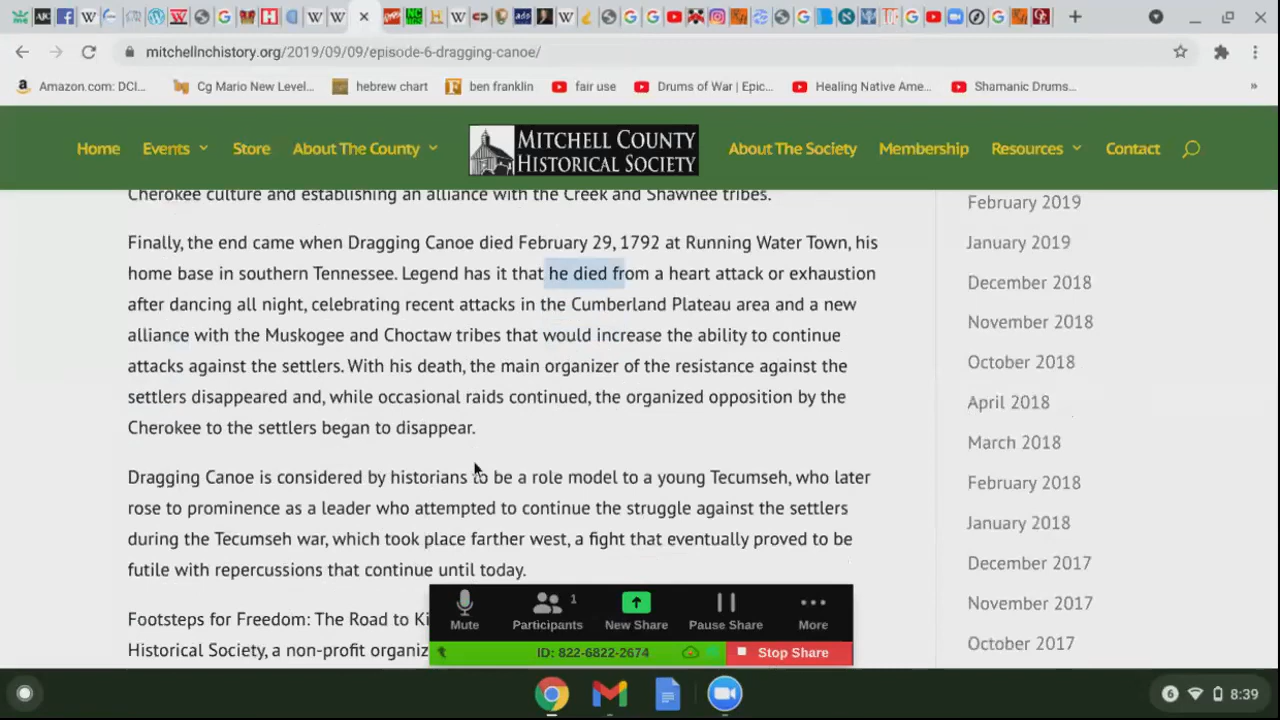 mitchellnchistory.org/2019/09/09/episode-6-dragging-canoe/
Amazon.com: DCI...
Cg Mario New Level...
hebrew chart
ben franklin
fair use
Drums of War | Epic...
Healing Native Ame...
Shamanic Drums...
»
Home
Events
Store
About The County
MITCHELL COUNTY
HISTORICAL SOCIETY
About The Society
Membership
Resources
Contact
Cherokee culture and establishing an alliance with the Creek and Shawnee tribes.
Finally, the end came when Dragging Canoe died February 29, 1792 at Running Water Town, his
home base in southern Tennessee. Legend has it that he died from a heart attack or exhaustion
after dancing all night, celebrating recent attacks in the Cumberland Plateau area and a new
alliance with the Muskogee and Choctaw tribes that would increase the ability to continue
attacks against the settlers. With his death, the main organizer of the resistance against the
settlers disappeared and, while occasional raids continued, the organized opposition by the
Cherokee to the settlers began to disappear.
Dragging Canoe is considered by historians to be a role model to a young Tecumseh, who later
rose to prominence as a leader who attempted to continue the struggle against the settlers
during the Tecumseh war, which took place farther west, a fight that eventually proved to be
futile with repercussions that continue until today.
Footsteps for Freedom: The Road to Ki
Historical Society, a non-profit organiz
February 2019
January 2019
December 2018
November 2018
October 2018
April 2018
March 2018
February 2018
January 2018
December 2017
November 2017
October 2017
1
Mute
Participants
New Share
Pause Share
More
ID: 822-6822-2674
Stop Share
6
8:39